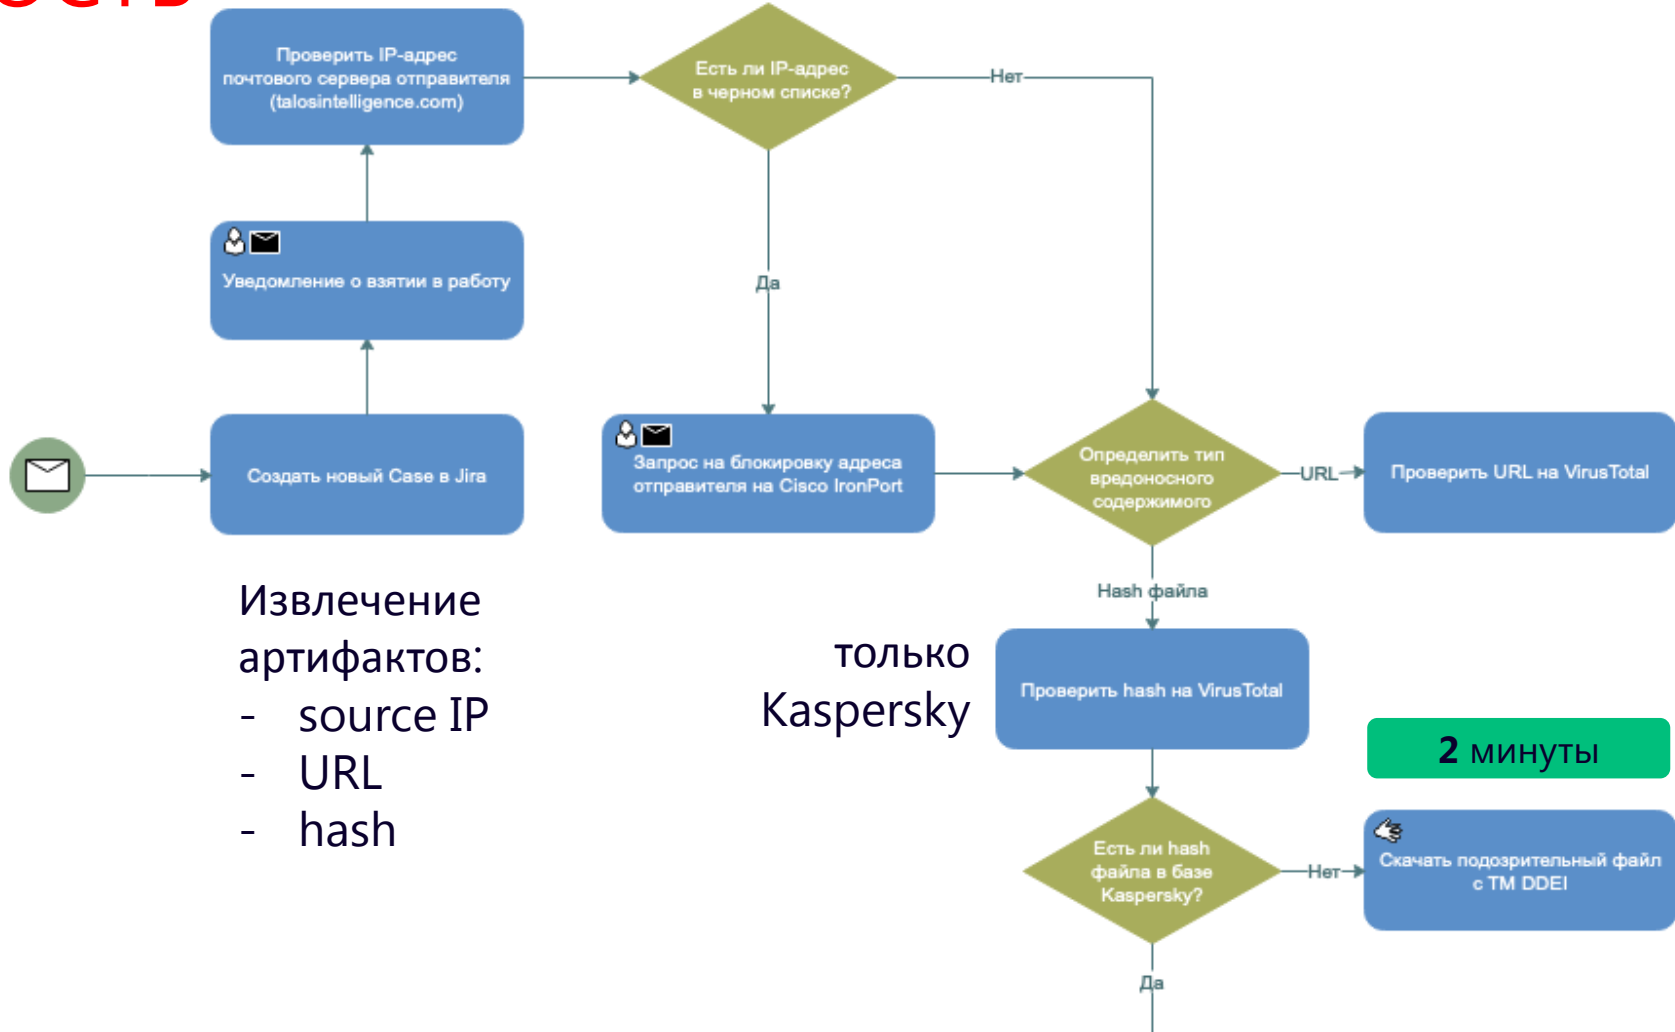 Проверить IP-адрес
почтового сервера отправителя
(talosintelligence.com)
Есть ли IP-адрес
в черном списке?
Нет
Уведомление о взятии в работу
Да
Создать новый Case в Jira
Запрос на блокировку адреса
отправителя на Cisco IronPort
Определить тип
вредоносного
содержимого
URL
Проверить URL на VirusTotal
Hash файла
Извлечение
артифактов:
- source IP
- URL
- hash
только
Kaspersky
Проверить hash на VirusTotal
2 минуты
Есть ли hash
файла в базе
Kaspersky?
Нет
Скачать подозрительный файл
с TM DDEI
Да